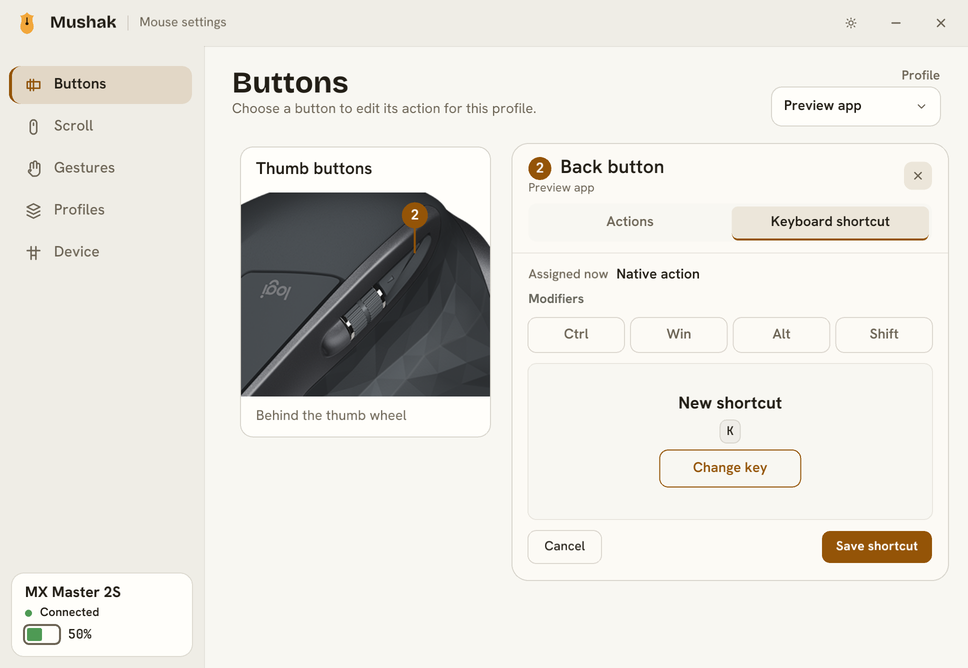 Mushak
Mouse settings
Buttons
Scroll
Gestures
Profiles
Device
MX Master 2S
Connected
50%
Buttons
Choose a button to edit its action for this profile.
Profile
Preview app
Thumb buttons
2
logi
Behind the thumb wheel
2 Back button
Preview app
Actions Keyboard shortcut
Assigned now Native action
Modifiers
Ctrl Win Alt Shift
New shortcut
K
Change key
Cancel Save shortcut